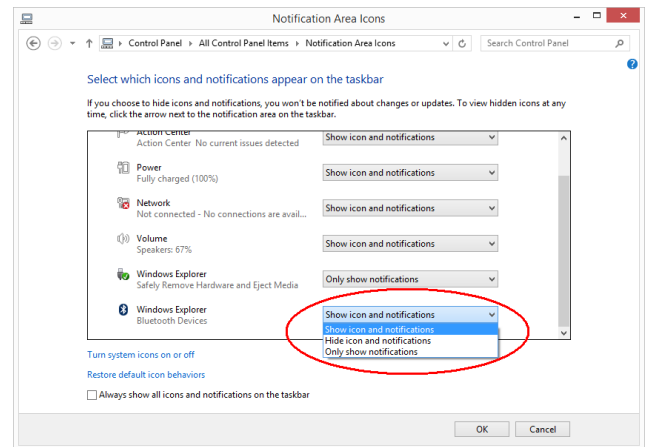 Notification Area Icons
Control Panel All Control Panel Items Notification Area Icons
Search Control Panel
Select which icons and notifications appear on the taskbar
If you choose to hide icons and notifications, you won't be notified about changes or updates. To view hidden icons at any
time, click the arrow next to the notification area on the taskbar.
Action Center
Action Center No current issues detected
Show icon and notifications
Power
Fully charged (100%)
Show icon and notifications
Network
Not connected - No connections are avail...
Show icon and notifications
Volume
Speakers: 67%
Show icon and notifications
Windows Explorer
Safely Remove Hardware and Eject Media
Only show notifications
Windows Explorer
Bluetooth Devices
Show icon and notifications
Show icon and notifications
Hide icon and notifications
Only show notifications
Turn system icons on or off
Restore default icon behaviors
Always show all icons and notifications on the taskbar
OK Cancel